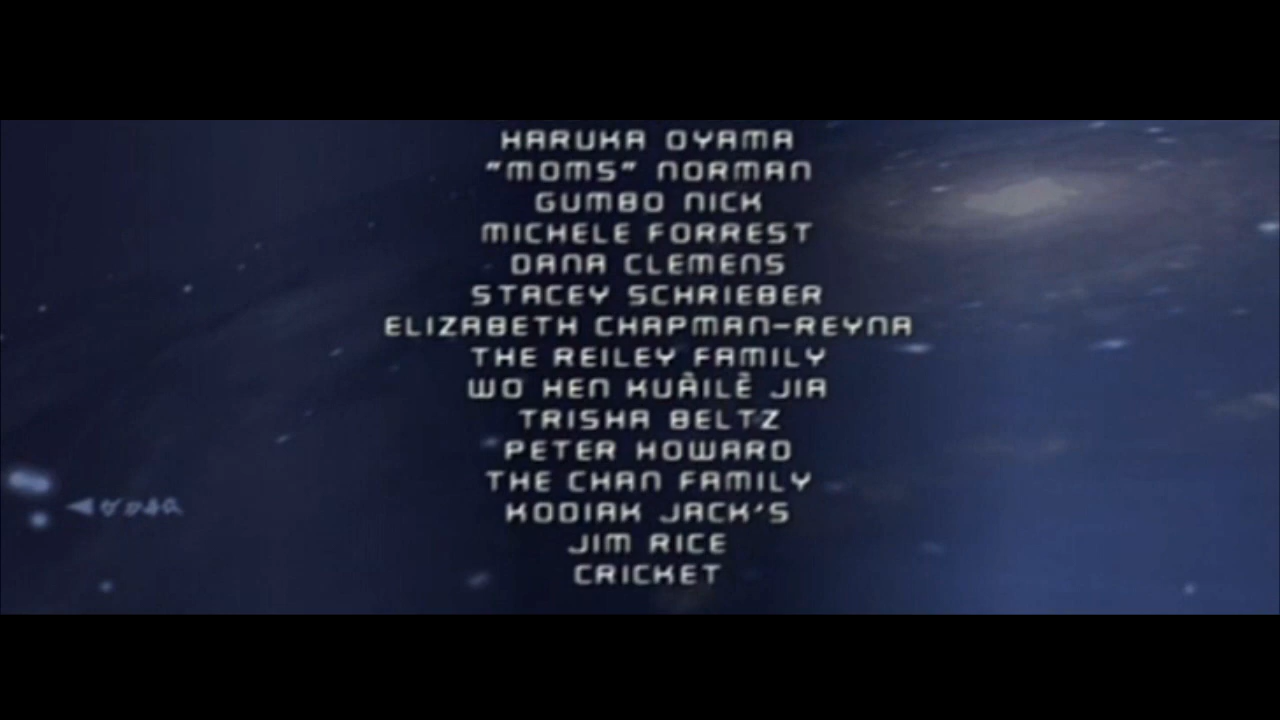 HARUKA OYAMA
"MOMS" NORMAN
GUMBO NICK
MICHELE FORREST
DANA CLEMENS
STACEY SCHRIEBER
ELIZABETH CHAPMAN-REYNA
THE REILEY FAMILY
WO HEN KUÀILÈ JIA
TRISHA BELTZ
PETER HOWARD
THE CHAN FAMILY
KODIAK JACK'S
JIM RICE
CRICKET